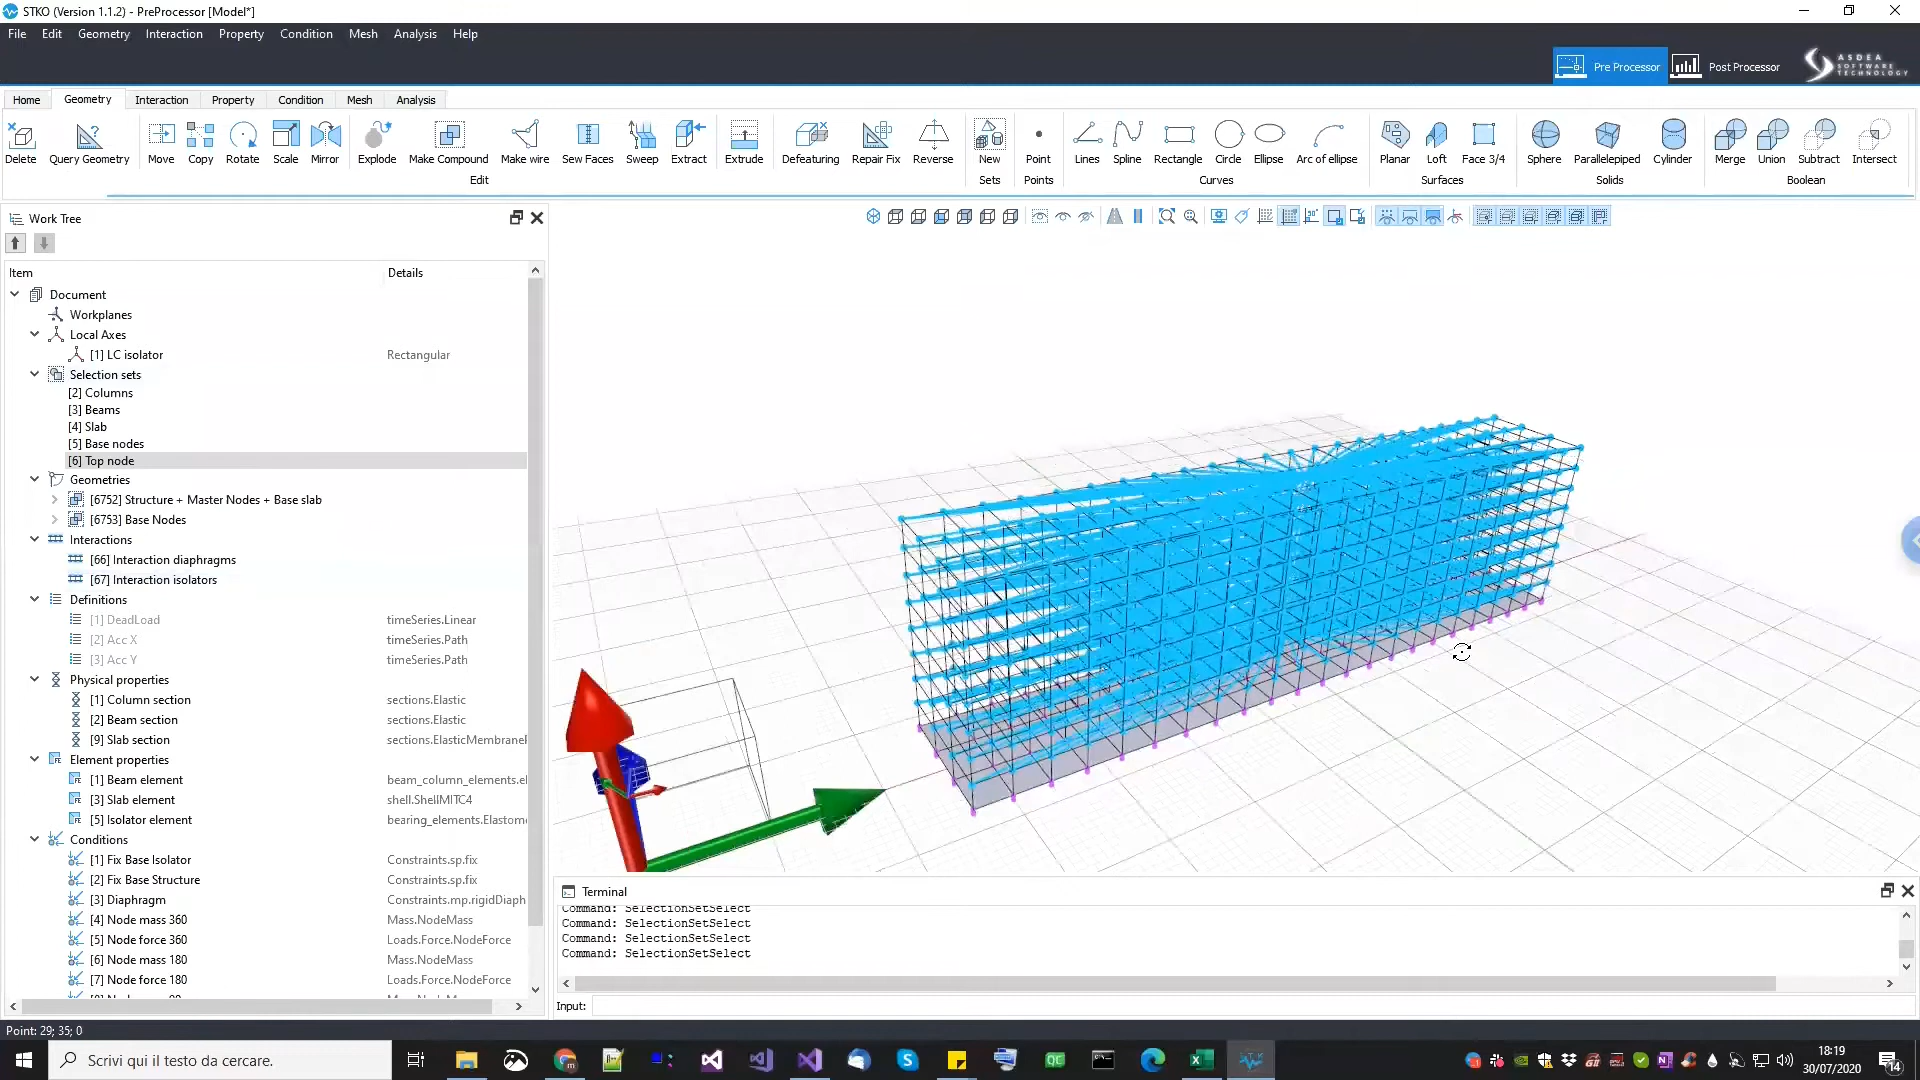 STKO (Version 1.1.2) - PreProcessor [Model*]
File Edit Geometry Interaction Property Condition Mesh Analysis Help
Pre Processor Post Processor ASDEA SOFTWARE TECHNOLOGY
Home Geometry Interaction Property Condition Mesh Analysis
Delete Query Geometry Move Copy Rotate Scale Mirror Explode Make Compound Make wire Sew Faces Sweep Extract Extrude Defeaturing Repair Fix Reverse New Point Lines Spline Rectangle Circle Ellipse Arc of ellipse Planar Loft Face 3/4 Sphere Parallelepiped Cylinder Merge Union Subtract Intersect
Edit Sets Points Curves Surfaces Solids Boolean
Work Tree
Item Details
Document
Workplanes
Local Axes
[1] LC isolator Rectangular
Selection sets
[2] Columns
[3] Beams
[4] Slab
[5] Base nodes
[6] Top node
Geometries
[6752] Structure + Master Nodes + Base slab
[6753] Base Nodes
Interactions
[66] Interaction diaphragms
[67] Interaction isolators
Definitions
[1] DeadLoad timeSeries.Linear
[2] Acc X timeSeries.Path
[3] Acc Y timeSeries.Path
Physical properties
[1] Column section sections.Elastic
[2] Beam section sections.Elastic
[9] Slab section sections.ElasticMembraneF
Element properties
[1] Beam element beam_column_elements.el
[3] Slab element shell.ShellMITC4
[5] Isolator element bearing_elements.Elastome
Conditions
[1] Fix Base Isolator Constraints.sp.fix
[2] Fix Base Structure Constraints.sp.fix
[3] Diaphragm Constraints.mp.rigidDiaph
[4] Node mass 360 Mass.NodeMass
[5] Node force 360 Loads.Force.NodeForce
[6] Node mass 180 Mass.NodeMass
[7] Node force 180 Loads.Force.NodeForce
Terminal
Command: SelectionSetSelect
Command: SelectionSetSelect
Command: SelectionSetSelect
Command: SelectionSetSelect
Input:
Point: 29; 35; 0
Scrivi qui il testo da cercare.
18:19
30/07/2020
14